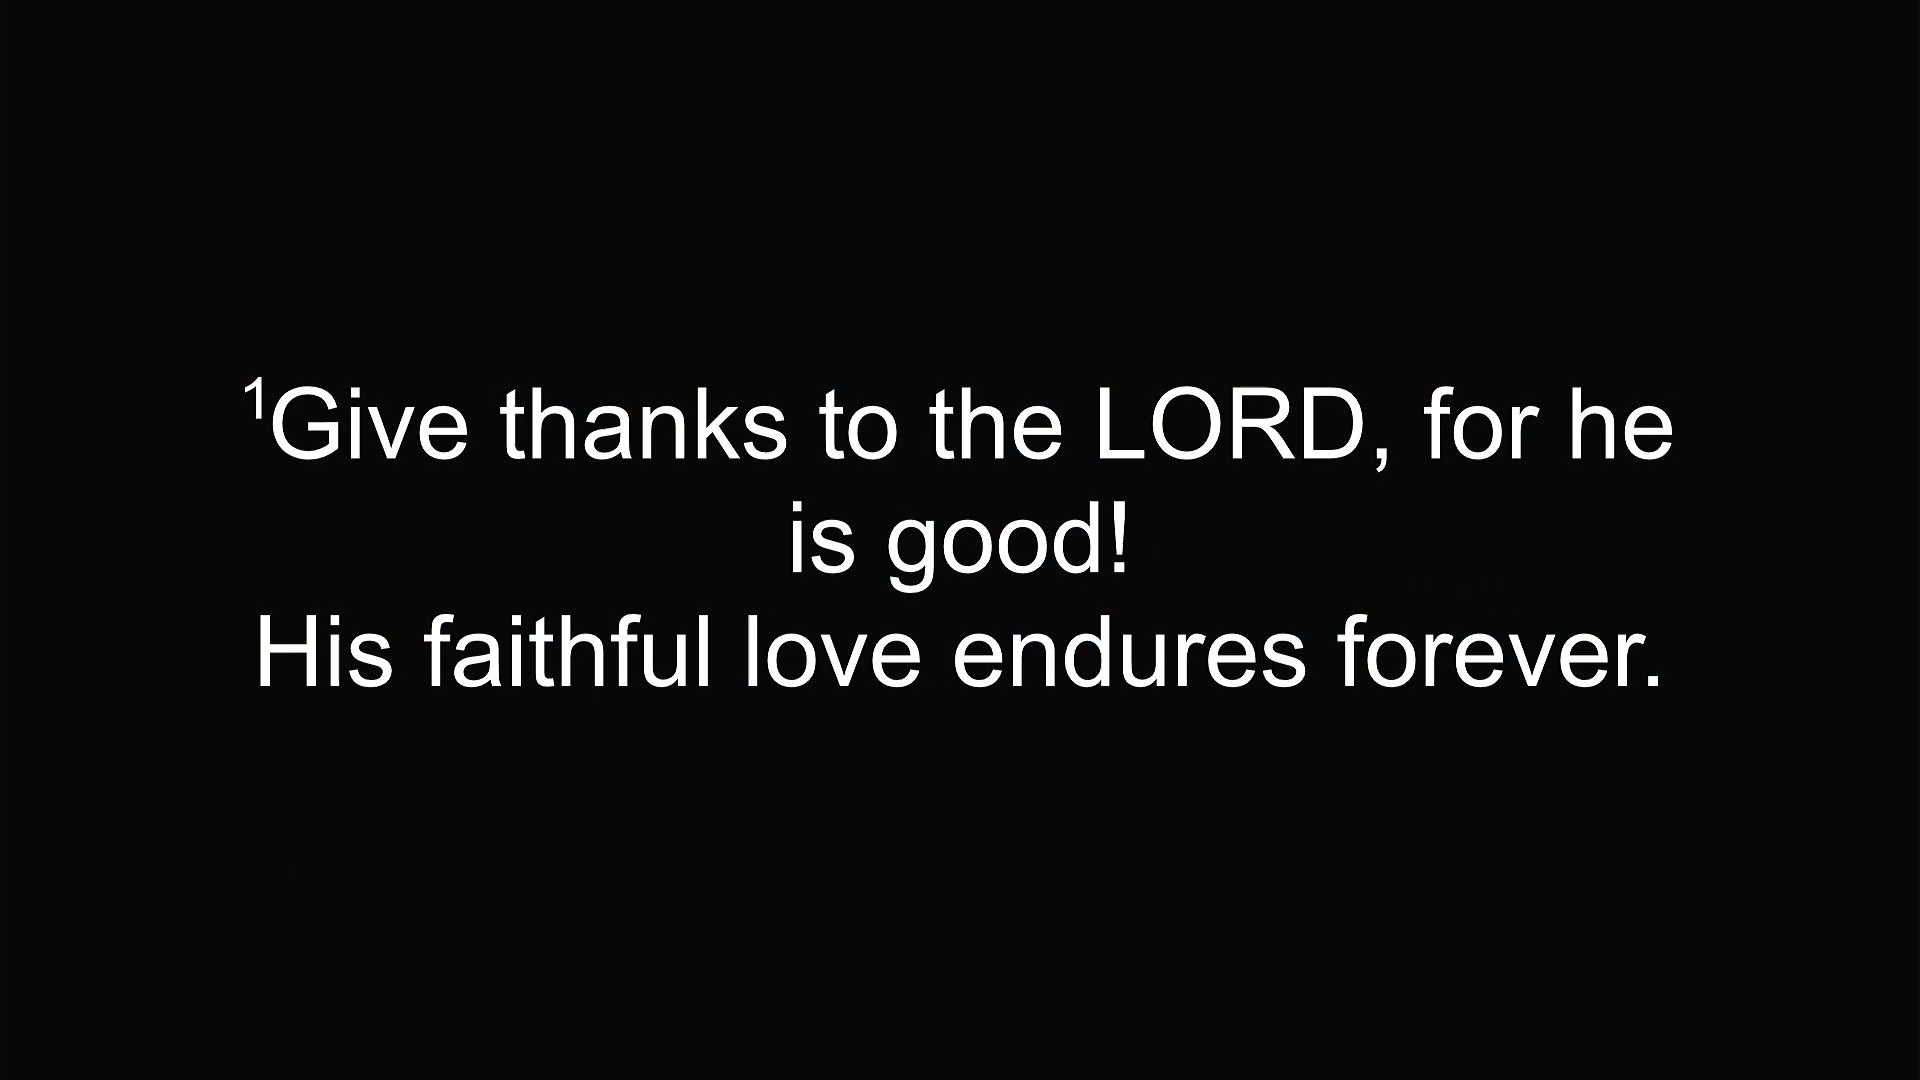 ¹Give thanks to the LORD, for he
is good!
His faithful love endures forever.